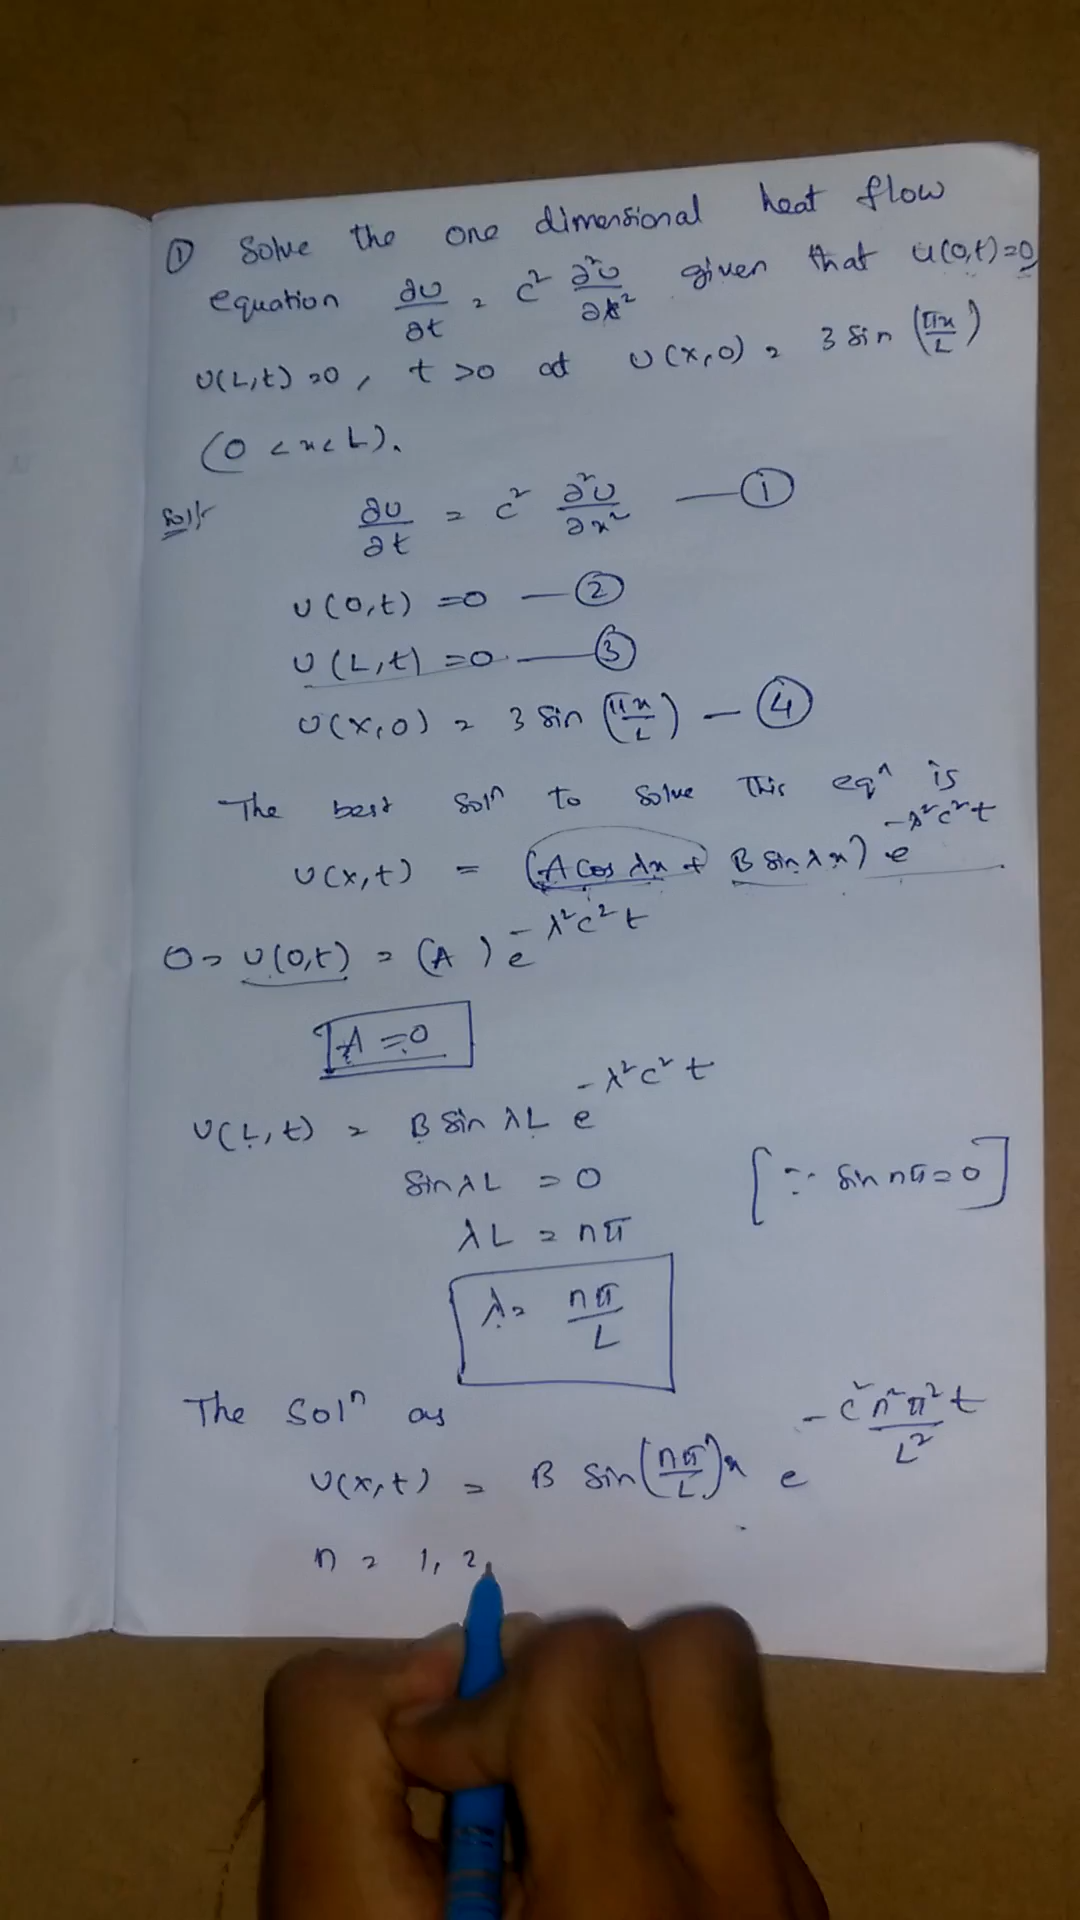 ① Solve the one dimensional heat flow
equation ∂U/∂t = c² ∂²U/∂x² given that U(0,t)=0
U(L,t)=0, t>0 at U(x,0) = 3 sin (πx/L)
(0<x<L).
Sol:- ∂U/∂t = c² ∂²U/∂x² — ①
U(0,t) =0 — ②
U(L,t) =0 — ③
U(x,0) = 3 sin (πx/L) — ④
The best solⁿ to solve this eqⁿ is
U(x,t) = (A cos λx + B sin λx) e^{-λ²c²t}
0 = U(0,t) = (A) e^{-λ²c²t}
A=0
U(L,t) = B sin λL e^{-λ²c²t}
sin λL = 0 [∵ sin nπ=0]
λL = nπ
λ = nπ/L
The Solⁿ as
U(x,t) = B sin(nπ/L)x e^{-c²n²π²t/L²}
n = 1, 2,